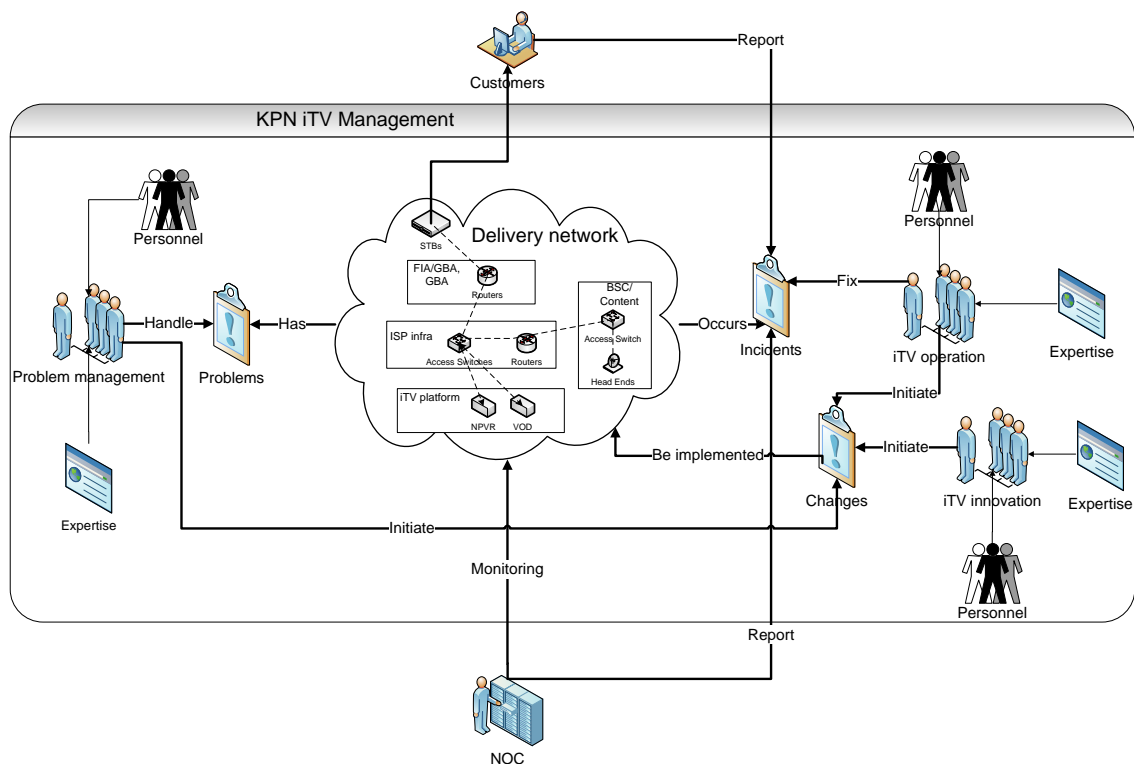 Report
Customers
KPN iTV Management
Personnel
Personnel
Delivery network
STBs
FIA/GBA,
GBA
Routers
BSC/
Content
Access Switch
Head Ends
ISP infra
Access Switches
Routers
iTV platform
NPVR
VOD
Handle
Has
Occurs
Fix
Problem management
Problems
Incidents
iTV operation
Expertise
Initiate
Be implemented
Initiate
Changes
iTV innovation
Expertise
Expertise
Initiate
Monitoring
Personnel
Report
NOC